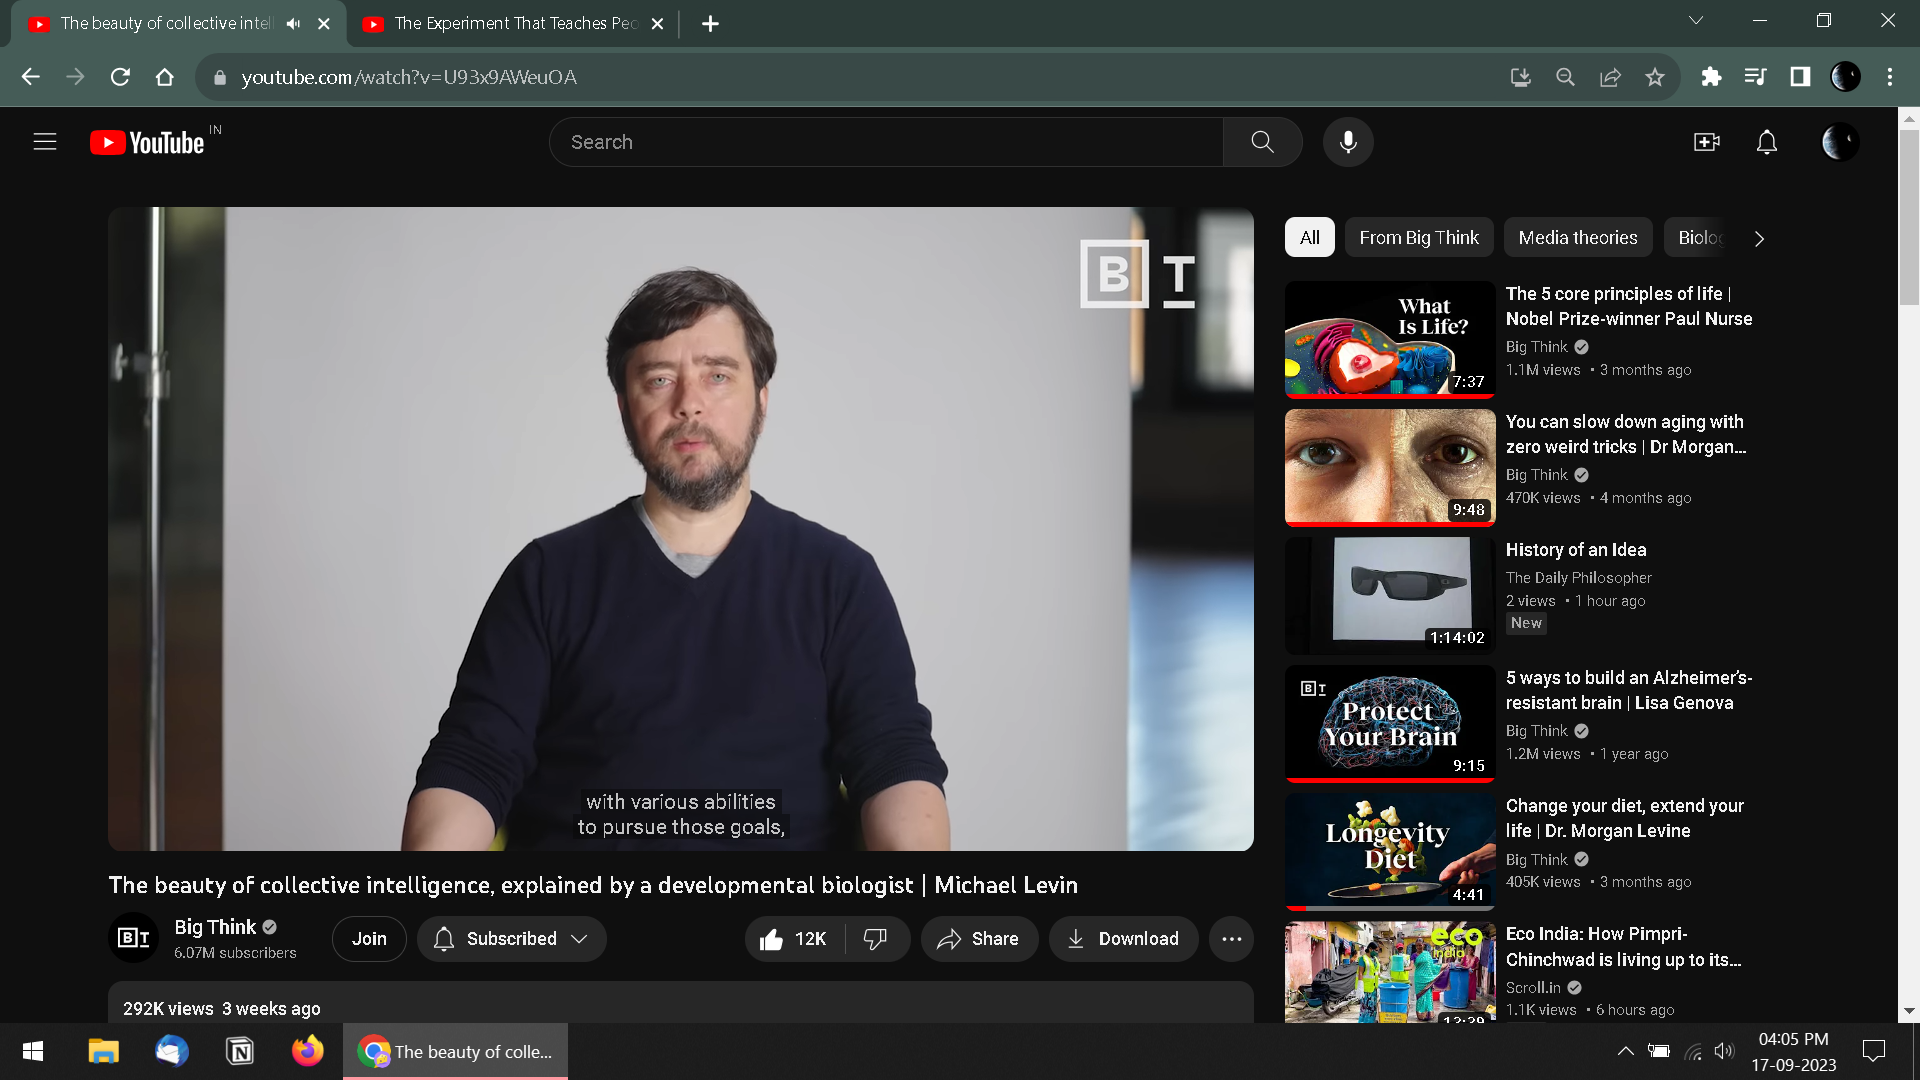 The beauty of collective intel
The Experiment That Teaches Peo
youtube.com/watch?v=U93x9AWeuOA
YouTube IN
Search
B T
with various abilities
to pursue those goals,
The beauty of collective intelligence, explained by a developmental biologist | Michael Levin
BT
Big Think
6.07M subscribers
Join
Subscribed
12K
Share
Download
292K views 3 weeks ago
All
From Big Think
Media theories
Biolog
What
Is Life?
7:37
The 5 core principles of life |
Nobel Prize-winner Paul Nurse
Big Think
1.1M views • 3 months ago
9:48
You can slow down aging with
zero weird tricks | Dr Morgan...
Big Think
470K views • 4 months ago
1:14:02
History of an Idea
The Daily Philosopher
2 views • 1 hour ago
New
BT
Protect
Your Brain
9:15
5 ways to build an Alzheimer's-
resistant brain | Lisa Genova
Big Think
1.2M views • 1 year ago
Longevity
Diet
4:41
Change your diet, extend your
life | Dr. Morgan Levine
Big Think
405K views • 3 months ago
eco
india
13:39
Eco India: How Pimpri-
Chinchwad is living up to its...
Scroll.in
1.1K views • 6 hours ago
The beauty of colle...
04:05 PM
17-09-2023